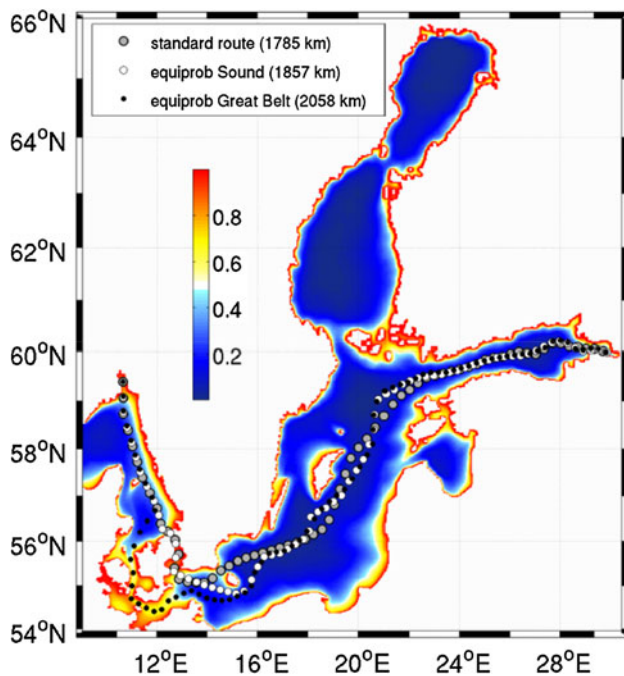 66°N
standard route (1785 km)
equiprob Sound (1857 km)
equiprob Great Belt (2058 km)
64°N
0.8
62°N
0.6
0.4
0.2
60°N
58°N
56°N
54°N
12°E 16°E 20°E 24°E 28°E